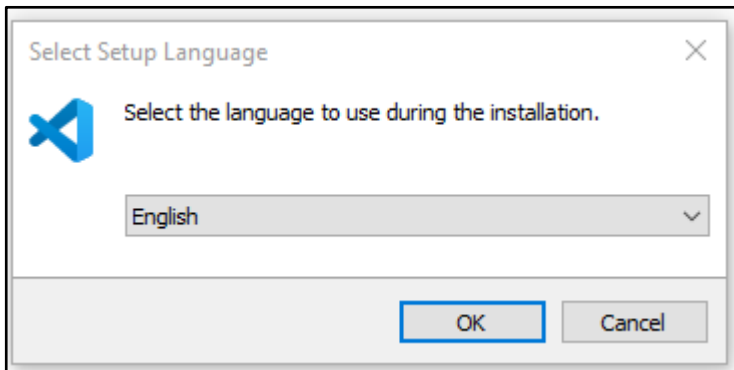 Select Setup Language
Select the language to use during the installation.
English
OK
Cancel